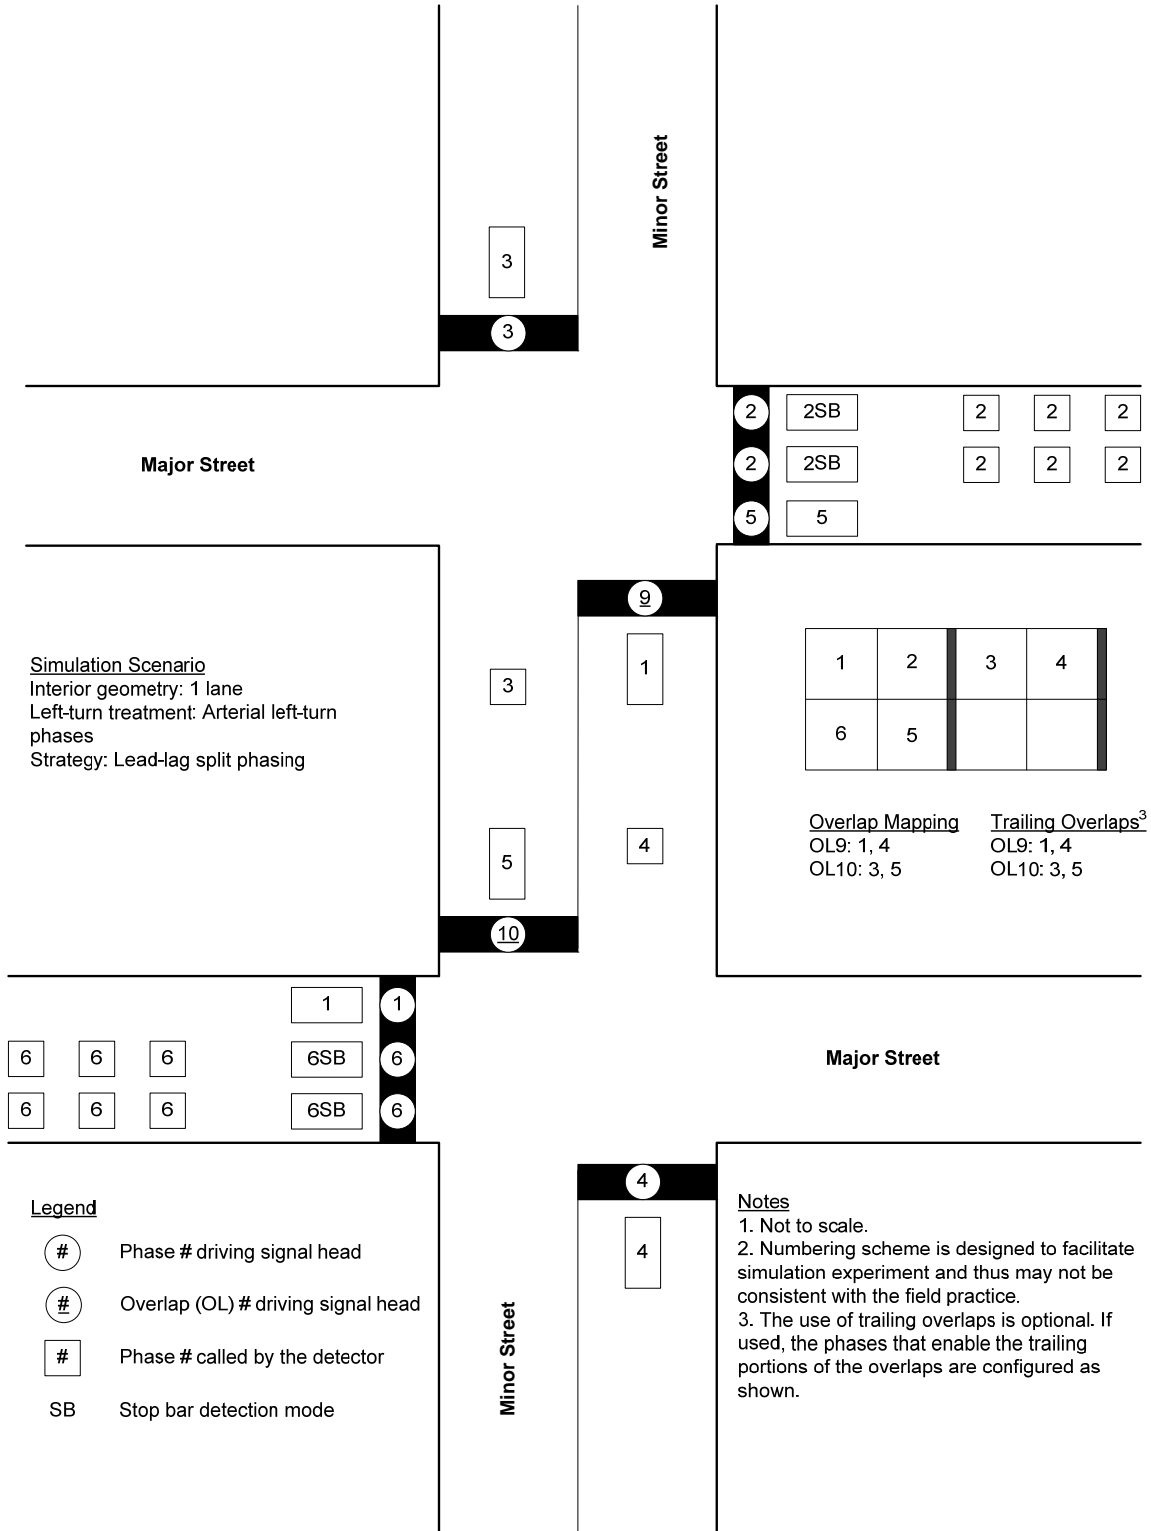 Minor Street
3
3
2
2SB
2
2
2
2
2SB
2
2
2
5
5
Major Street
9
1
3
4
5
10
Simulation Scenario
Interior geometry: 1 lane
Left-turn treatment: Arterial left-turn
phases
Strategy: Lead-lag split phasing
1 2 3 4
6 5
Overlap Mapping
OL9: 1, 4
OL10: 3, 5
Trailing Overlaps3
OL9: 1, 4
OL10: 3, 5
1
1
6
6
6
6SB
6
6
6
6
6SB
6
Major Street
4
4
Minor Street
Legend
# Phase # driving signal head
# Overlap (OL) # driving signal head
# Phase # called by the detector
SB Stop bar detection mode
Notes
1. Not to scale.
2. Numbering scheme is designed to facilitate
simulation experiment and thus may not be
consistent with the field practice.
3. The use of trailing overlaps is optional. If
used, the phases that enable the trailing
portions of the overlaps are configured as
shown.